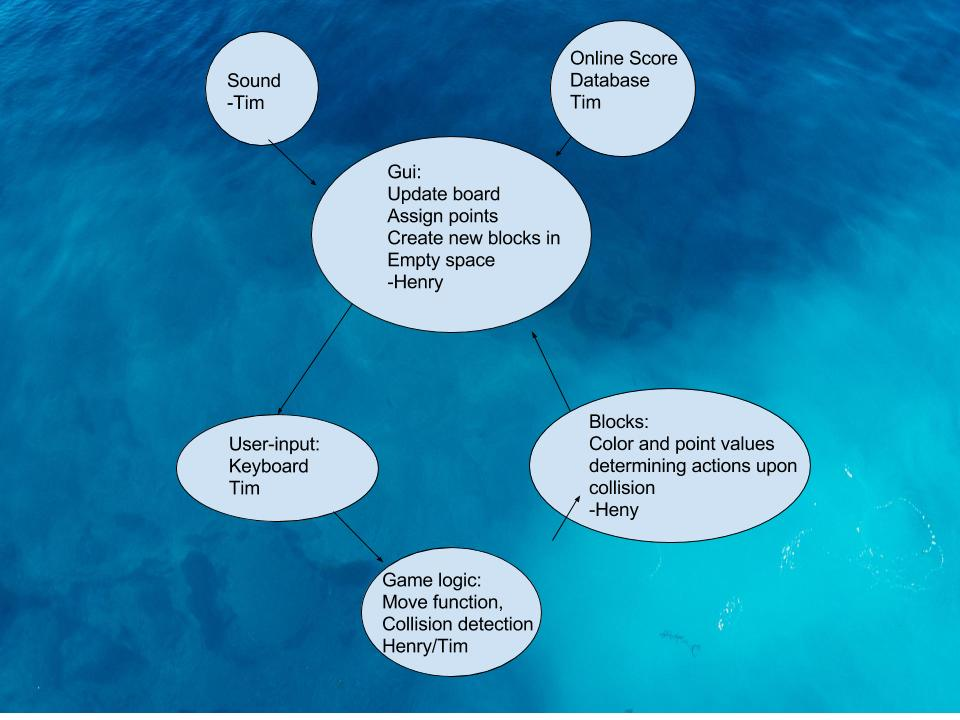 Sound
-Tim
Online Score
Database
Tim
Gui:
Update board
Assign points
Create new blocks in
Empty space
-Henry
User-input:
Keyboard
Tim
Blocks:
Color and point values
determining actions upon
collision
-Heny
Game logic:
Move function,
Collision detection
Henry/Tim